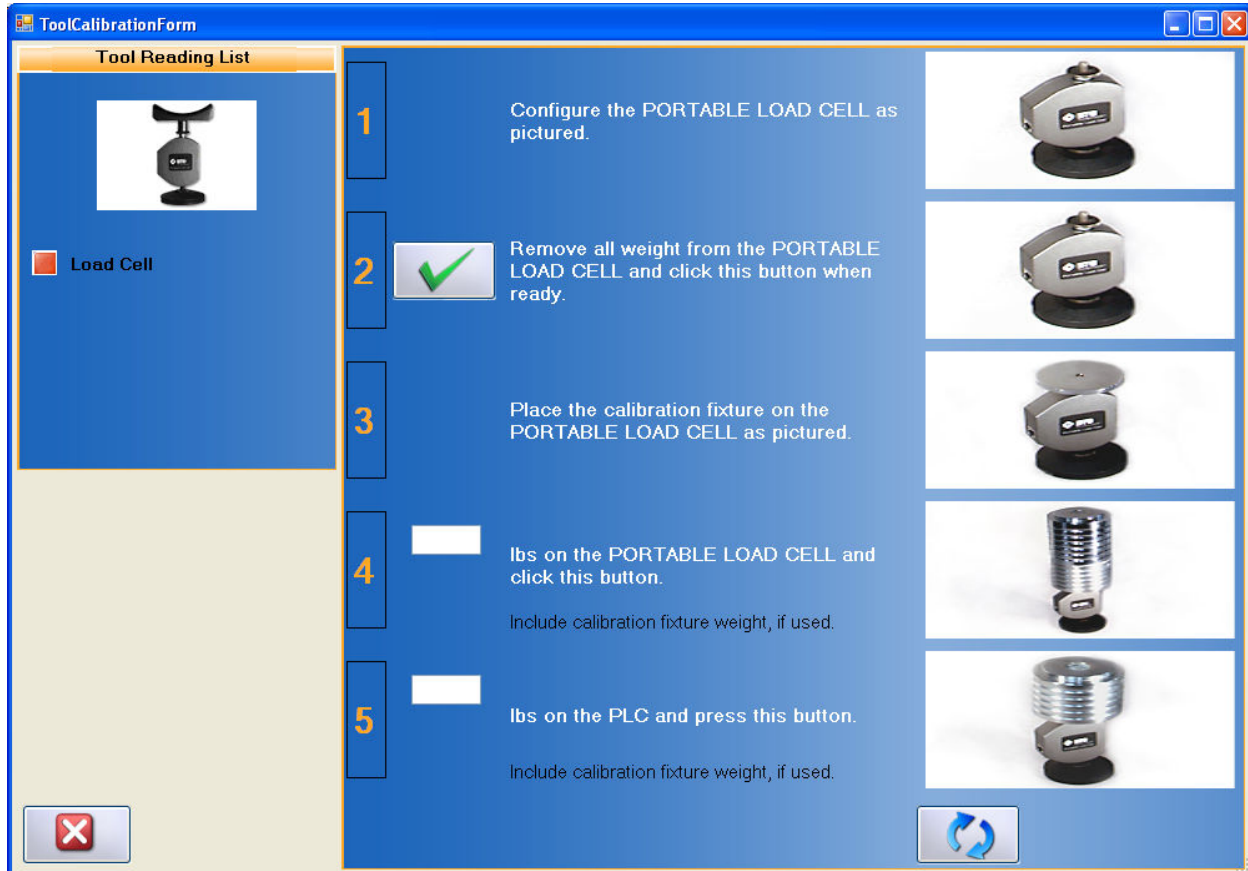 ToolCalibrationForm
Tool Reading List
Load Cell
1
Configure the PORTABLE LOAD CELL as
pictured.
2
Remove all weight from the PORTABLE
LOAD CELL and click this button when
ready.
3
Place the calibration fixture on the
PORTABLE LOAD CELL as pictured.
4
lbs on the PORTABLE LOAD CELL and
click this button.
Include calibration fixture weight, if used.
5
lbs on the PLC and press this button.
Include calibration fixture weight, if used.